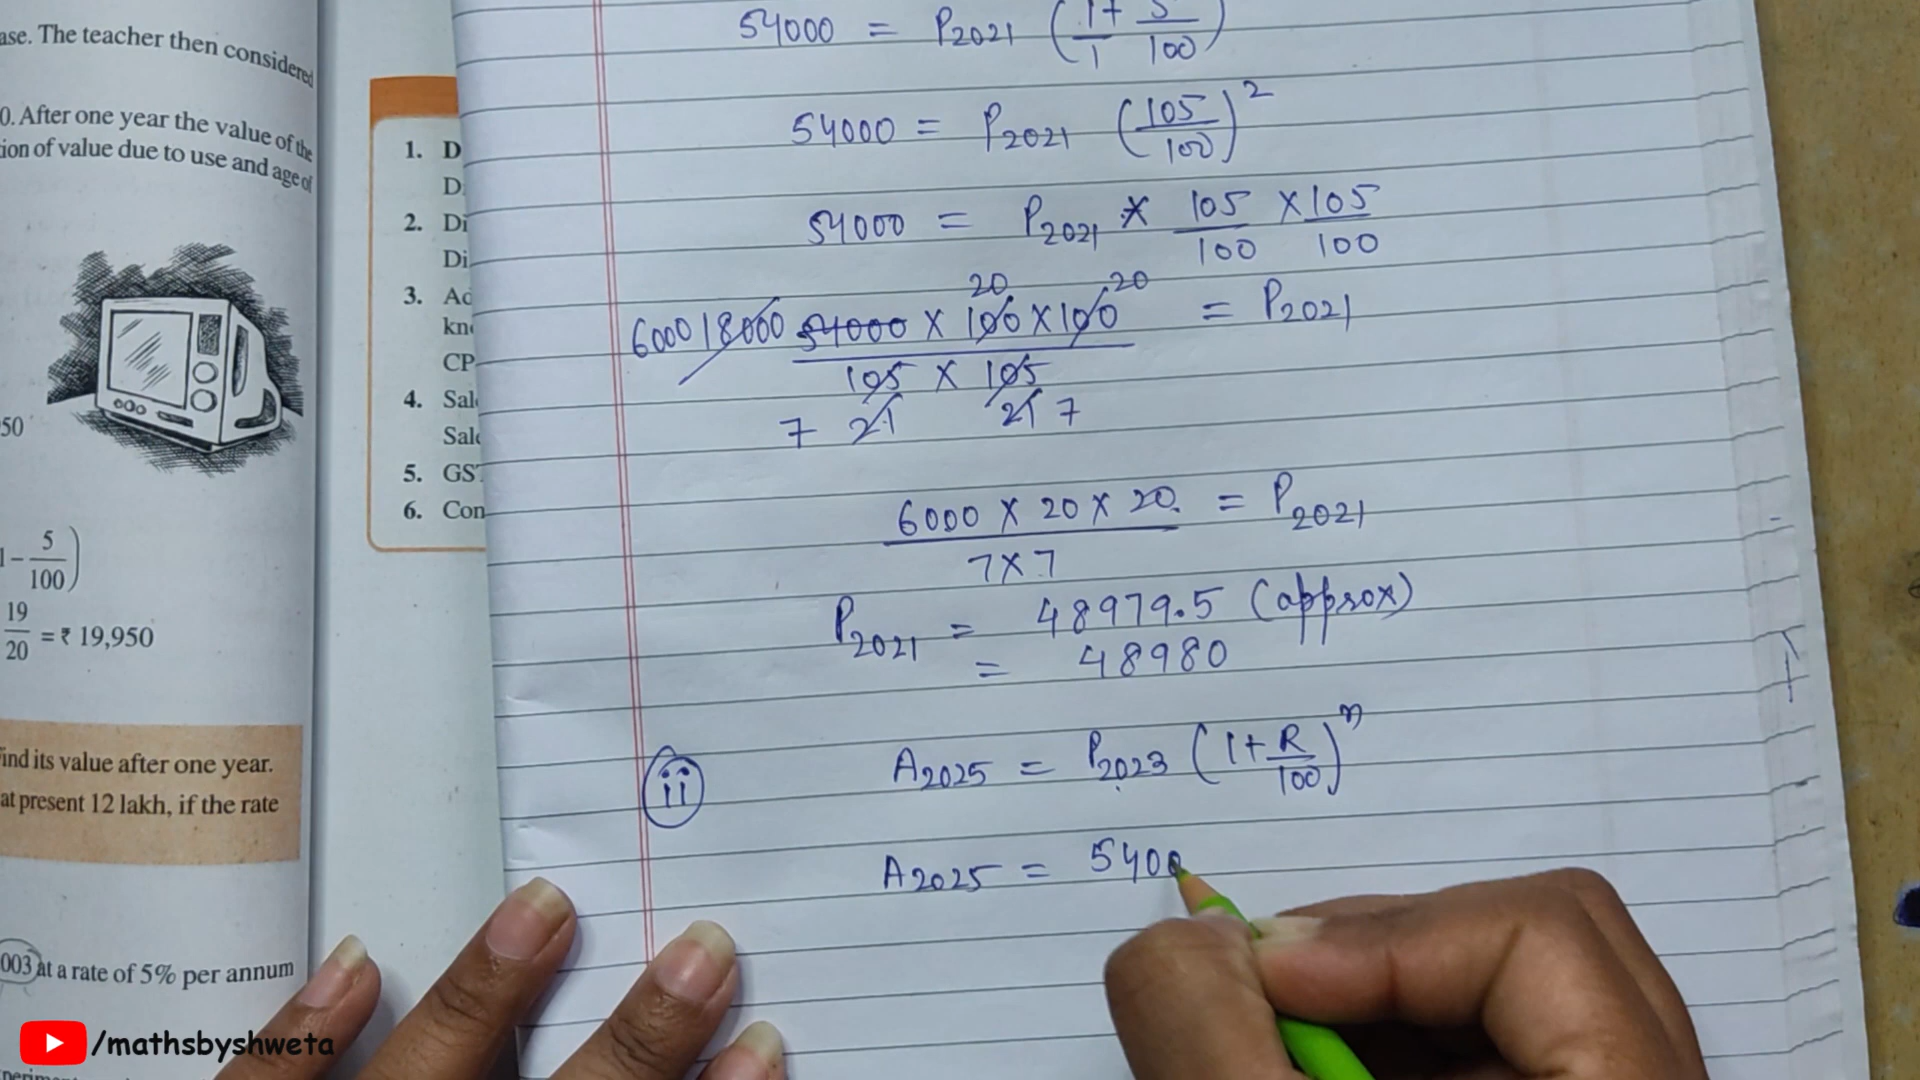 ase. The teacher then considered
0. After one year the value of the
ion of value due to use and age of
50
1 - 5/100)
19/20 = ₹ 19,950
ind its value after one year.
at present 12 lakh, if the rate
003 at a rate of 5% per annum
/mathsbyshweta
1. D
D
2. Di
Di
3. Ad
kn
CP
4. Sal
Sale
5. GST
6. Con
54000 = P2021 (1/1 + 5/100)
54000 = P2021 (105/100)^2
54000 = P2021 × 105/100 × 105/100
20 20
6000 18000 54000 × 100 × 100 = P2021
105 × 105
7 21 21 7
6000 × 20 × 20 = P2021
7 × 7
P2021 = 48979.5 (approx)
= 48980
ii A2025 = P2023 (1 + R/100)^n
A2025 = 5400